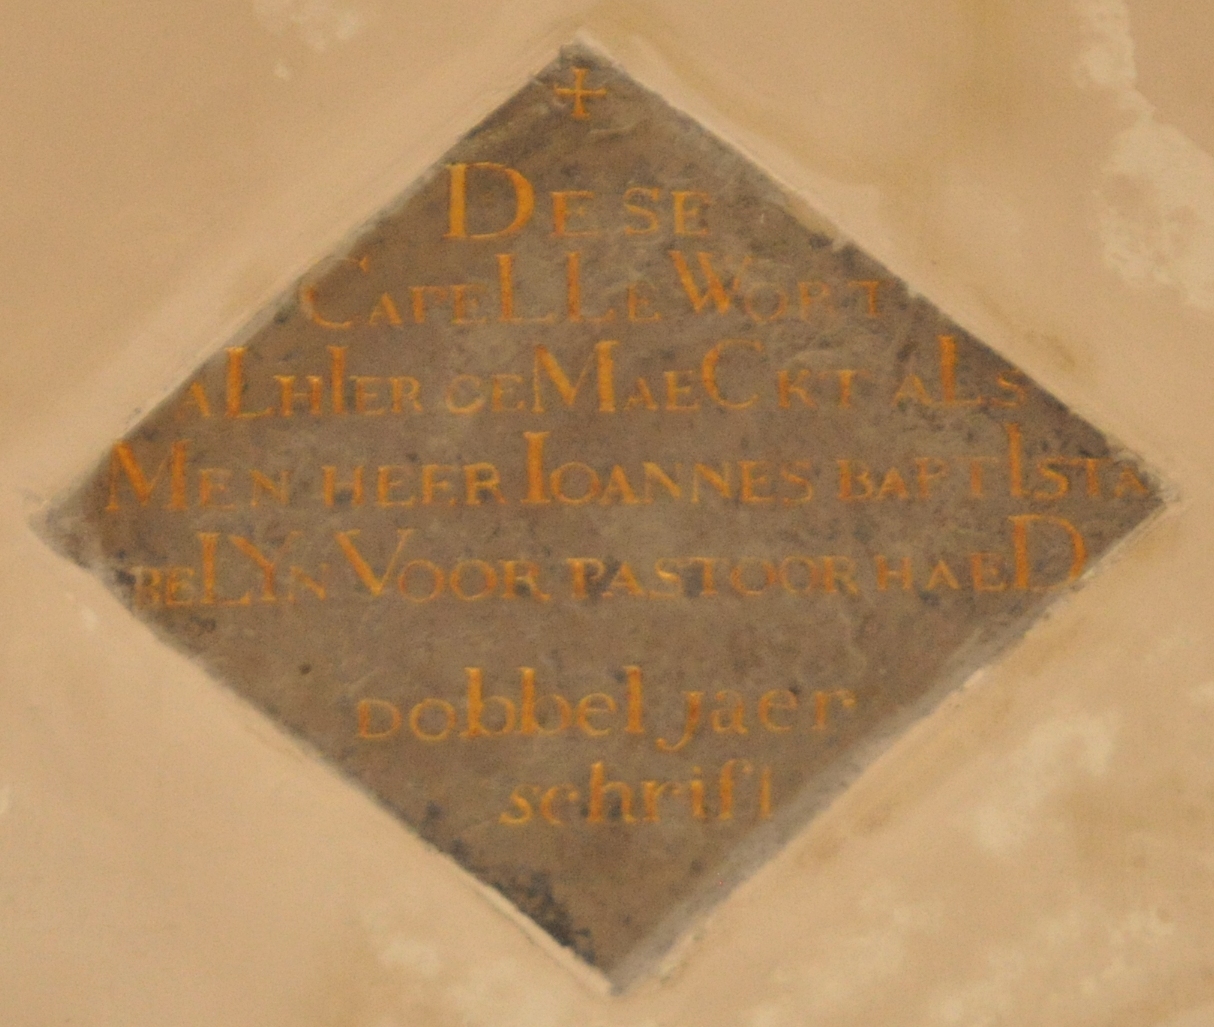 +
DESE
CAPELLE WORT
ALHIER GEMAECKT ALS
MEN HEER IOANNES BAPTISTA
BELYN VOOR PASTOOR HAED
Dobbel jaer
schrift